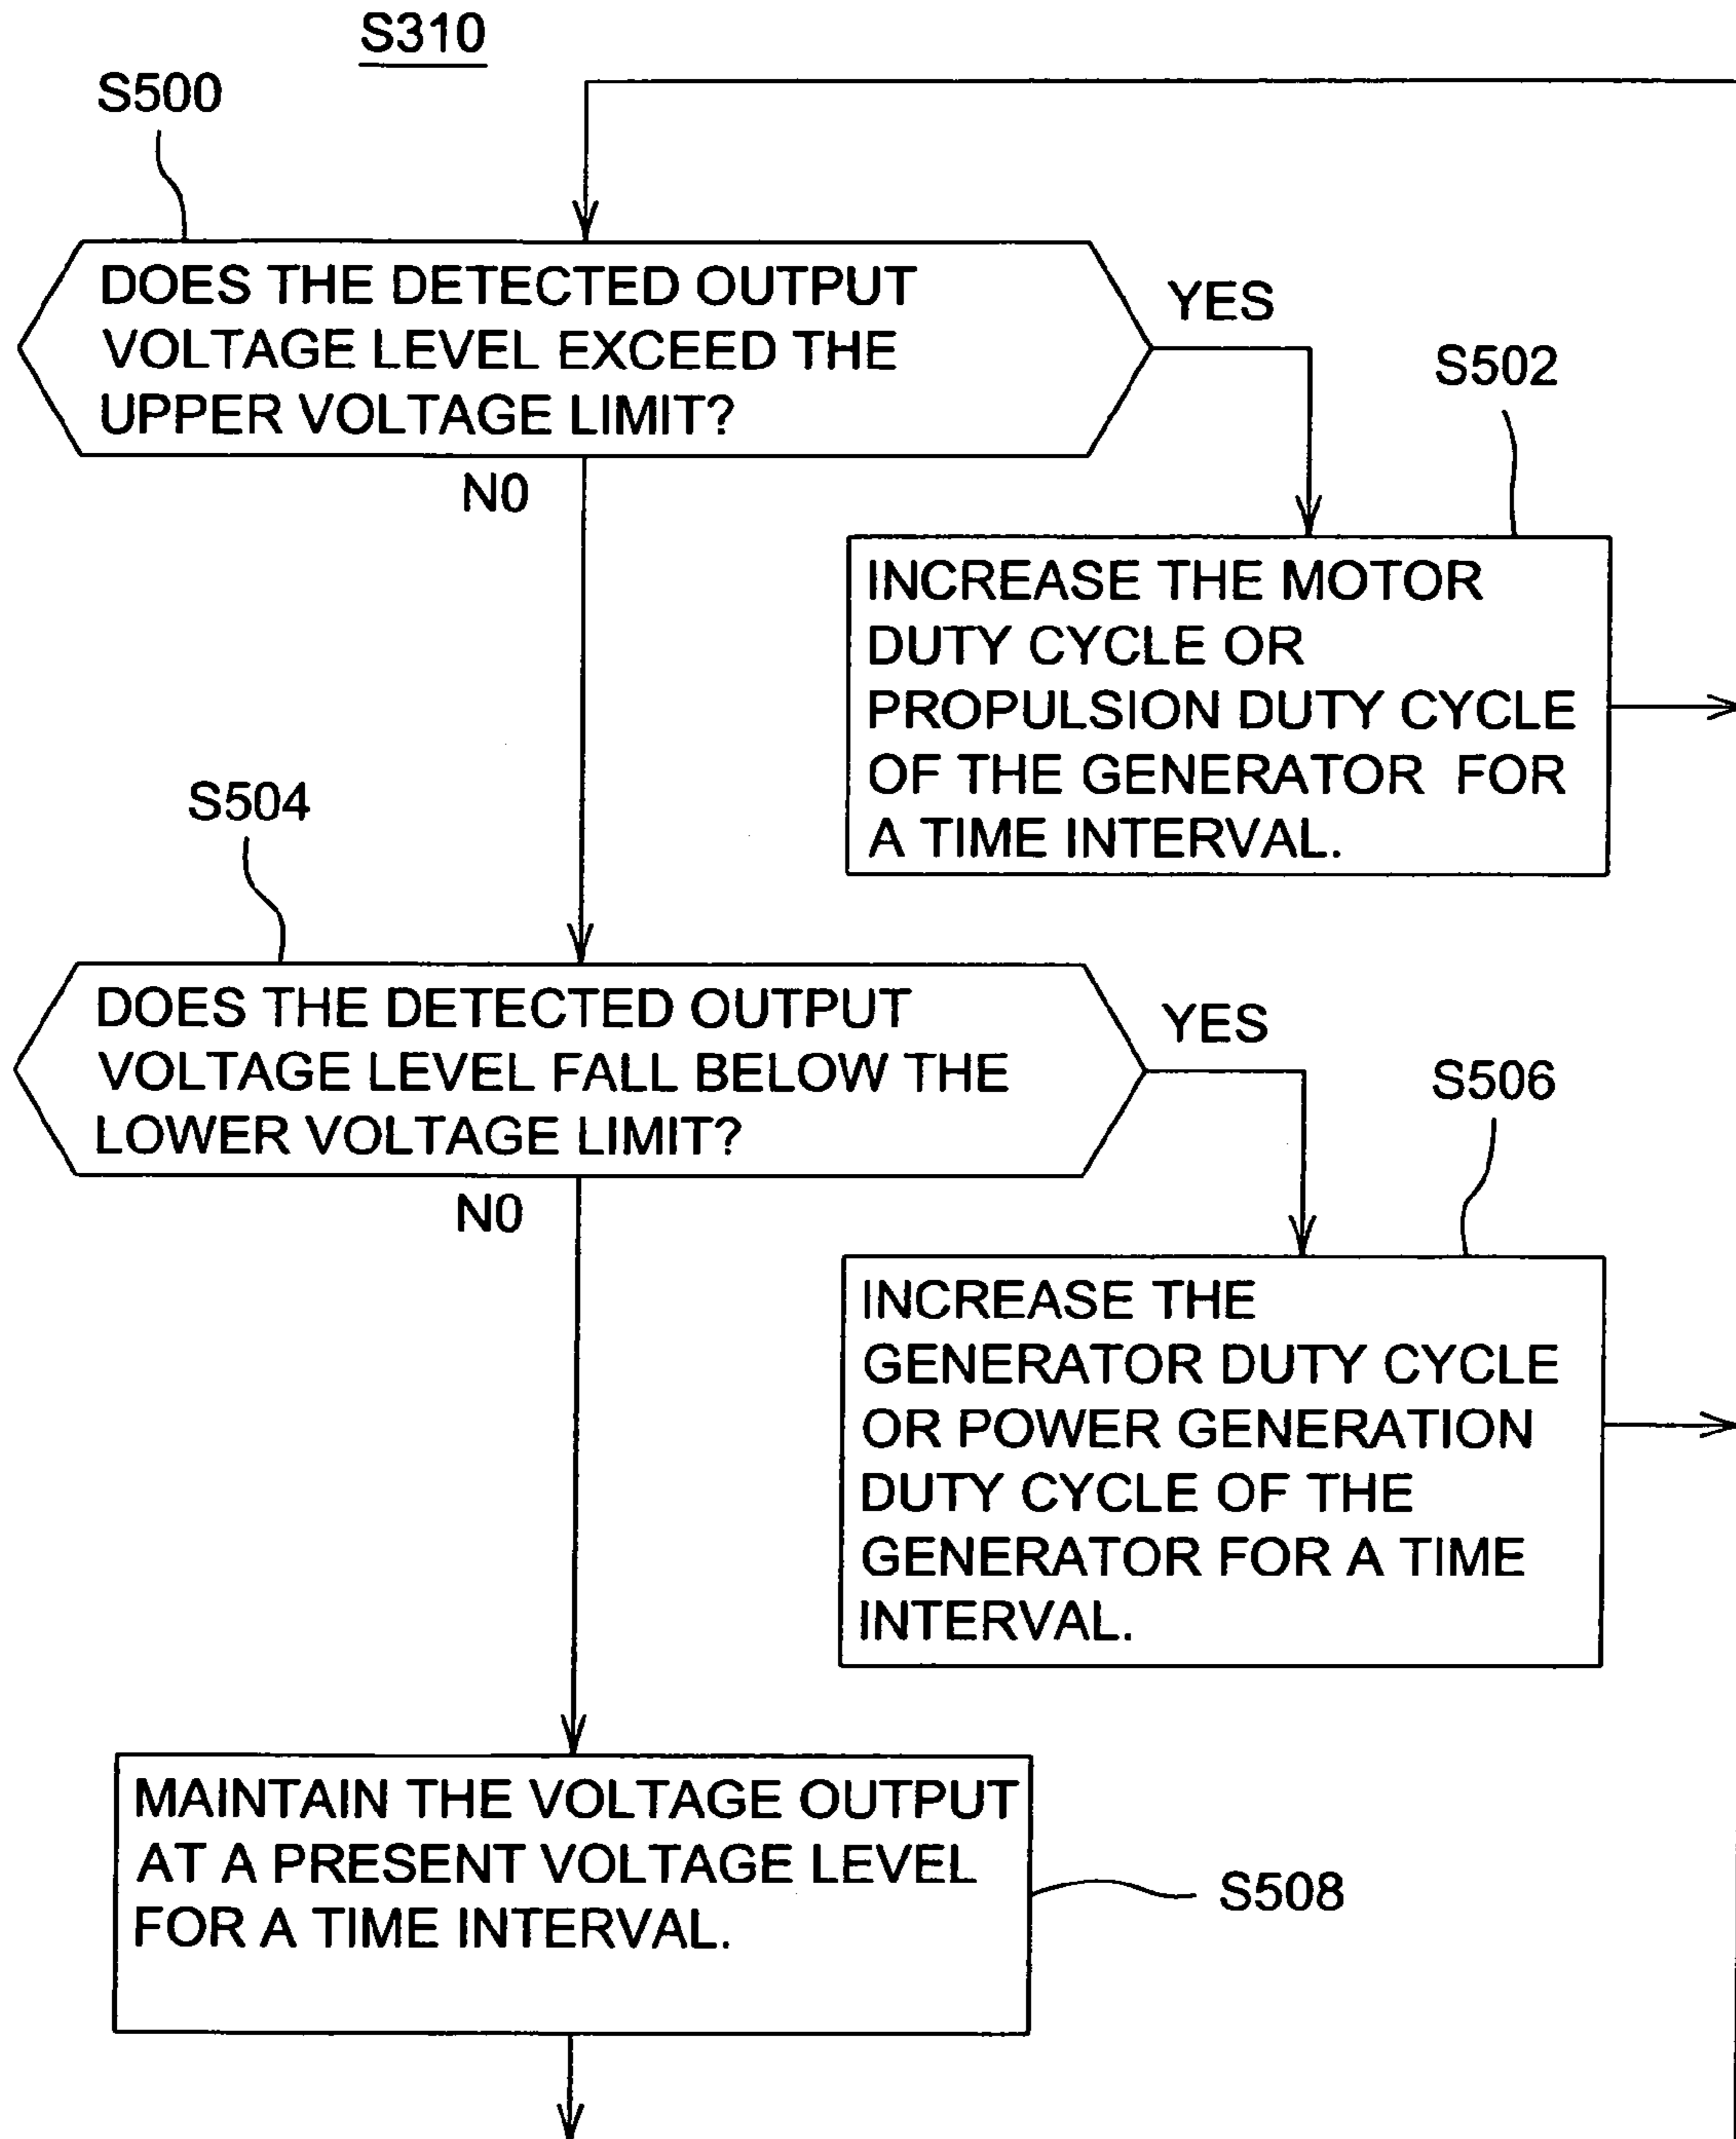 S310
S500
DOES THE DETECTED OUTPUT
VOLTAGE LEVEL EXCEED THE
UPPER VOLTAGE LIMIT?
YES
N0
S502
INCREASE THE MOTOR
DUTY CYCLE OR
PROPULSION DUTY CYCLE
OF THE GENERATOR FOR
A TIME INTERVAL.
S504
DOES THE DETECTED OUTPUT
VOLTAGE LEVEL FALL BELOW THE
LOWER VOLTAGE LIMIT?
YES
N0
S506
INCREASE THE
GENERATOR DUTY CYCLE
OR POWER GENERATION
DUTY CYCLE OF THE
GENERATOR FOR A TIME
INTERVAL.
MAINTAIN THE VOLTAGE OUTPUT
AT A PRESENT VOLTAGE LEVEL
FOR A TIME INTERVAL.
S508